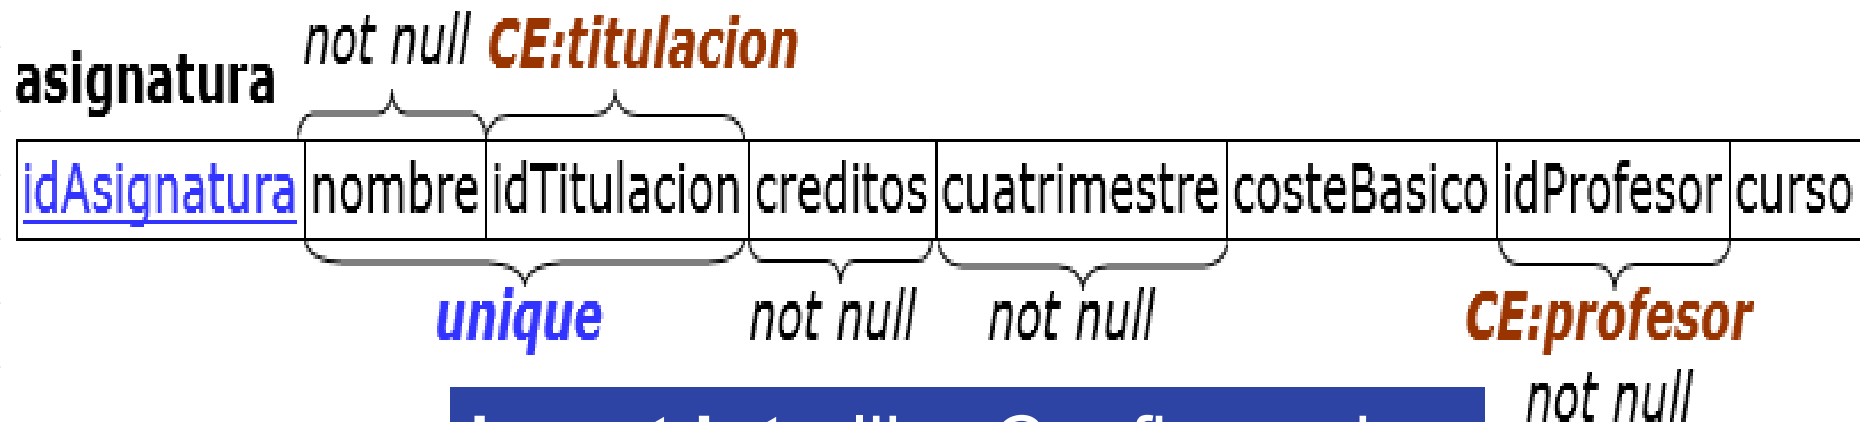 not null CE:titulacion
asignatura
idAsignatura nombre idTitulacion creditos cuatrimestre costeBasico idProfesor curso
unique not null not null CE:profesor
not null